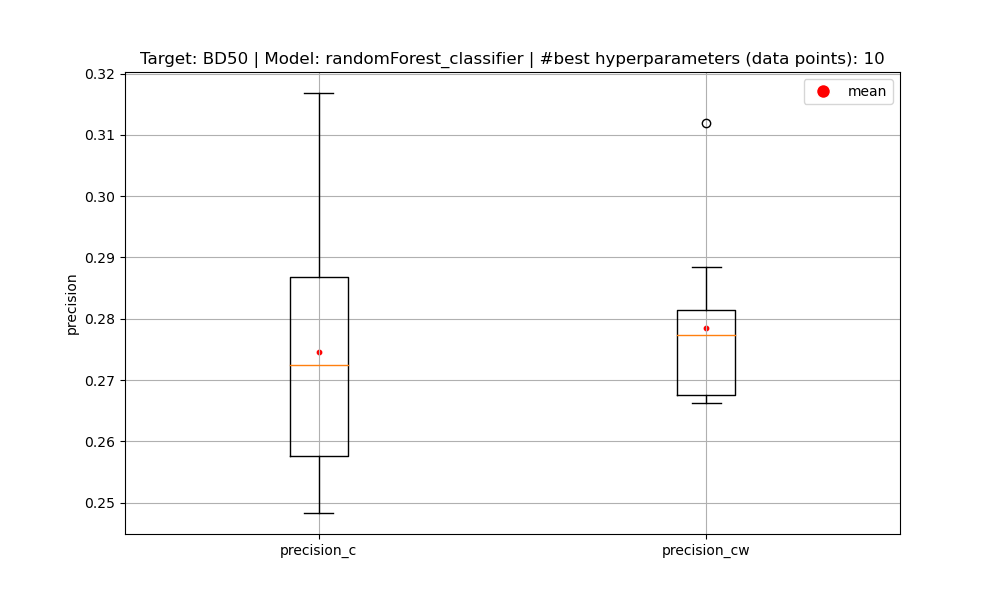 Target: BD50 | Model: randomForest_classifier | #best hyperparameters (data points): 10
mean
0.32
0.31
0.30
0.29
0.28
0.27
0.26
0.25
precision
precision_c
precision_cw